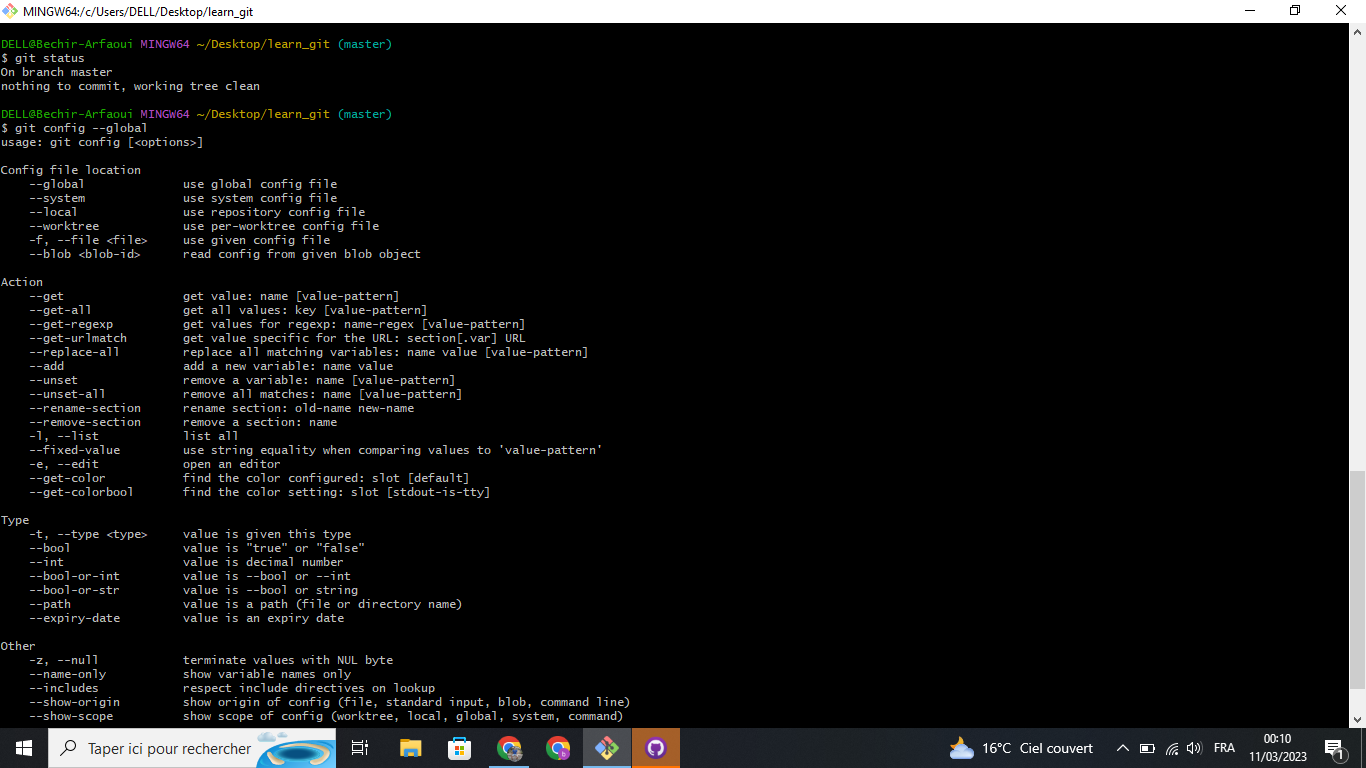 MINGW64:/c/Users/DELL/Desktop/learn_git
DELL@Bechir-Arfaoui MINGW64 ~/Desktop/learn_git (master)
$ git status
On branch master
nothing to commit, working tree clean
DELL@Bechir-Arfaoui MINGW64 ~/Desktop/learn_git (master)
$ git config --global
usage: git config [<options>]
Config file location
--global use global config file
--system use system config file
--local use repository config file
--worktree use per-worktree config file
-f, --file <file> use given config file
--blob <blob-id> read config from given blob object
Action
--get get value: name [value-pattern]
--get-all get all values: key [value-pattern]
--get-regexp get values for regexp: name-regex [value-pattern]
--get-urlmatch get value specific for the URL: section[.var] URL
--replace-all replace all matching variables: name value [value-pattern]
--add add a new variable: name value
--unset remove a variable: name [value-pattern]
--unset-all remove all matches: name [value-pattern]
--rename-section rename section: old-name new-name
--remove-section remove a section: name
-l, --list list all
--fixed-value use string equality when comparing values to 'value-pattern'
-e, --edit open an editor
--get-color find the color configured: slot [default]
--get-colorbool find the color setting: slot [stdout-is-tty]
Type
-t, --type <type> value is given this type
--bool value is "true" or "false"
--int value is decimal number
--bool-or-int value is --bool or --int
--bool-or-str value is --bool or string
--path value is a path (file or directory name)
--expiry-date value is an expiry date
Other
-z, --null terminate values with NUL byte
--name-only show variable names only
--includes respect include directives on lookup
--show-origin show origin of config (file, standard input, blob, command line)
--show-scope show scope of config (worktree, local, global, system, command)
Taper ici pour rechercher
b
16°C Ciel couvert
FRA
00:10
11/03/2023
1